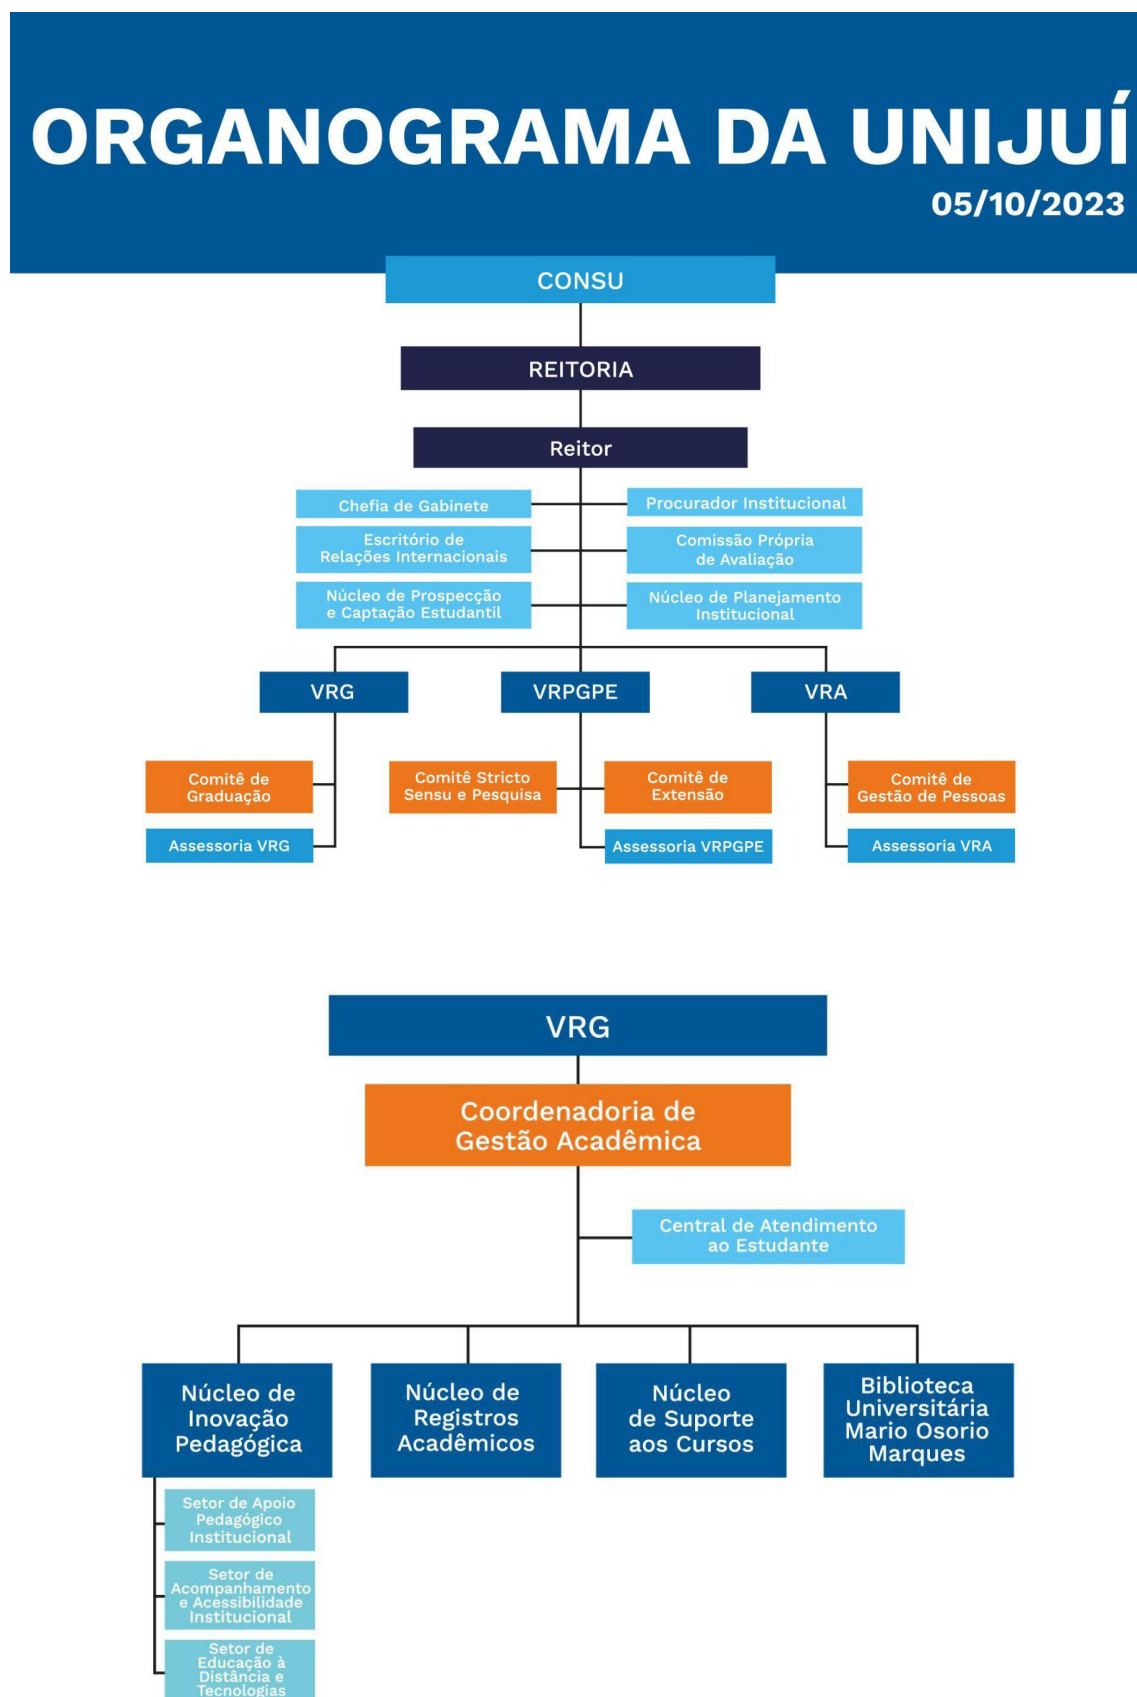 ORGANOGRAMA DA UNIJUÍ
05/10/2023
CONSU
REITORIA
Reitor
Chefia de Gabinete
Procurador Institucional
Escritório de
Relações Internacionais
Comissão Própria
de Avaliação
Núcleo de Prospecção
e Captação Estudantil
Núcleo de Planejamento
Institucional
VRG
VRPGPE
VRA
Comitê de
Graduação
Comitê Stricto
Sensu e Pesquisa
Comitê de
Extensão
Comitê de
Gestão de Pessoas
Assessoria VRG
Assessoria VRPGPE
Assessoria VRA
VRG
Coordenadoria de
Gestão Acadêmica
Central de Atendimento
ao Estudante
Núcleo de
Inovação
Pedagógica
Núcleo de
Registros
Acadêmicos
Núcleo
de Suporte
aos Cursos
Biblioteca
Universitária
Mario Osorio
Marques
Setor de Apoio
Pedagógico
Institucional
Setor de
Acompanhamento
e Acessibilidade
Institucional
Setor de
Educação à
Distância e
Tecnologias